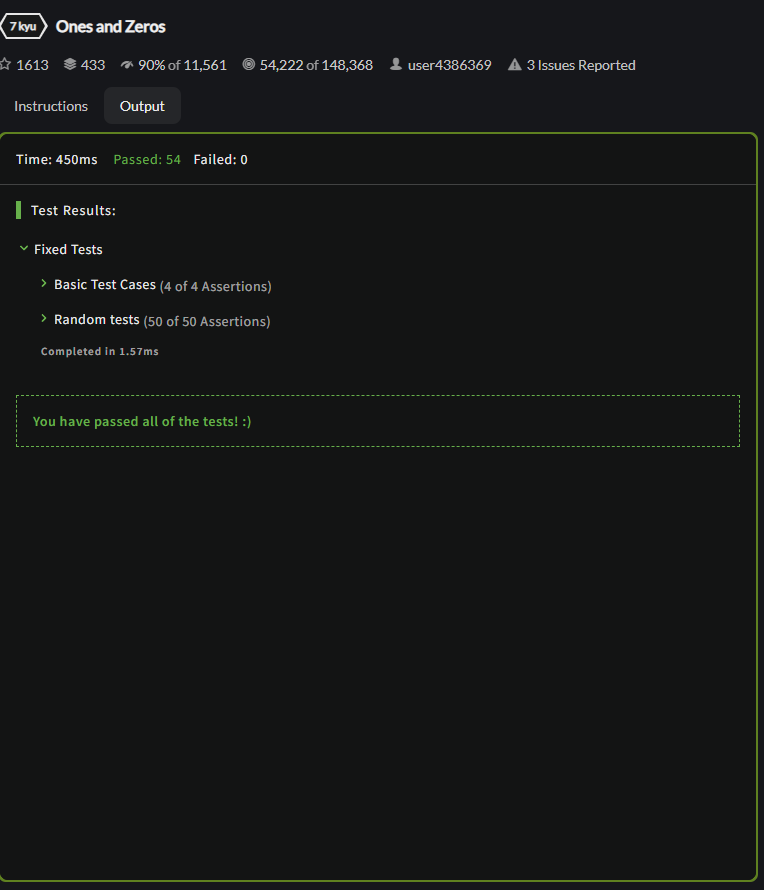 7 kyu Ones and Zeros
1613 433 90% of 11,561 54,222 of 148,368 user4386369 3 Issues Reported
Instructions Output
Time: 450ms Passed: 54 Failed: 0
Test Results:
Fixed Tests
Basic Test Cases (4 of 4 Assertions)
Random tests (50 of 50 Assertions)
Completed in 1.57ms
You have passed all of the tests! :)